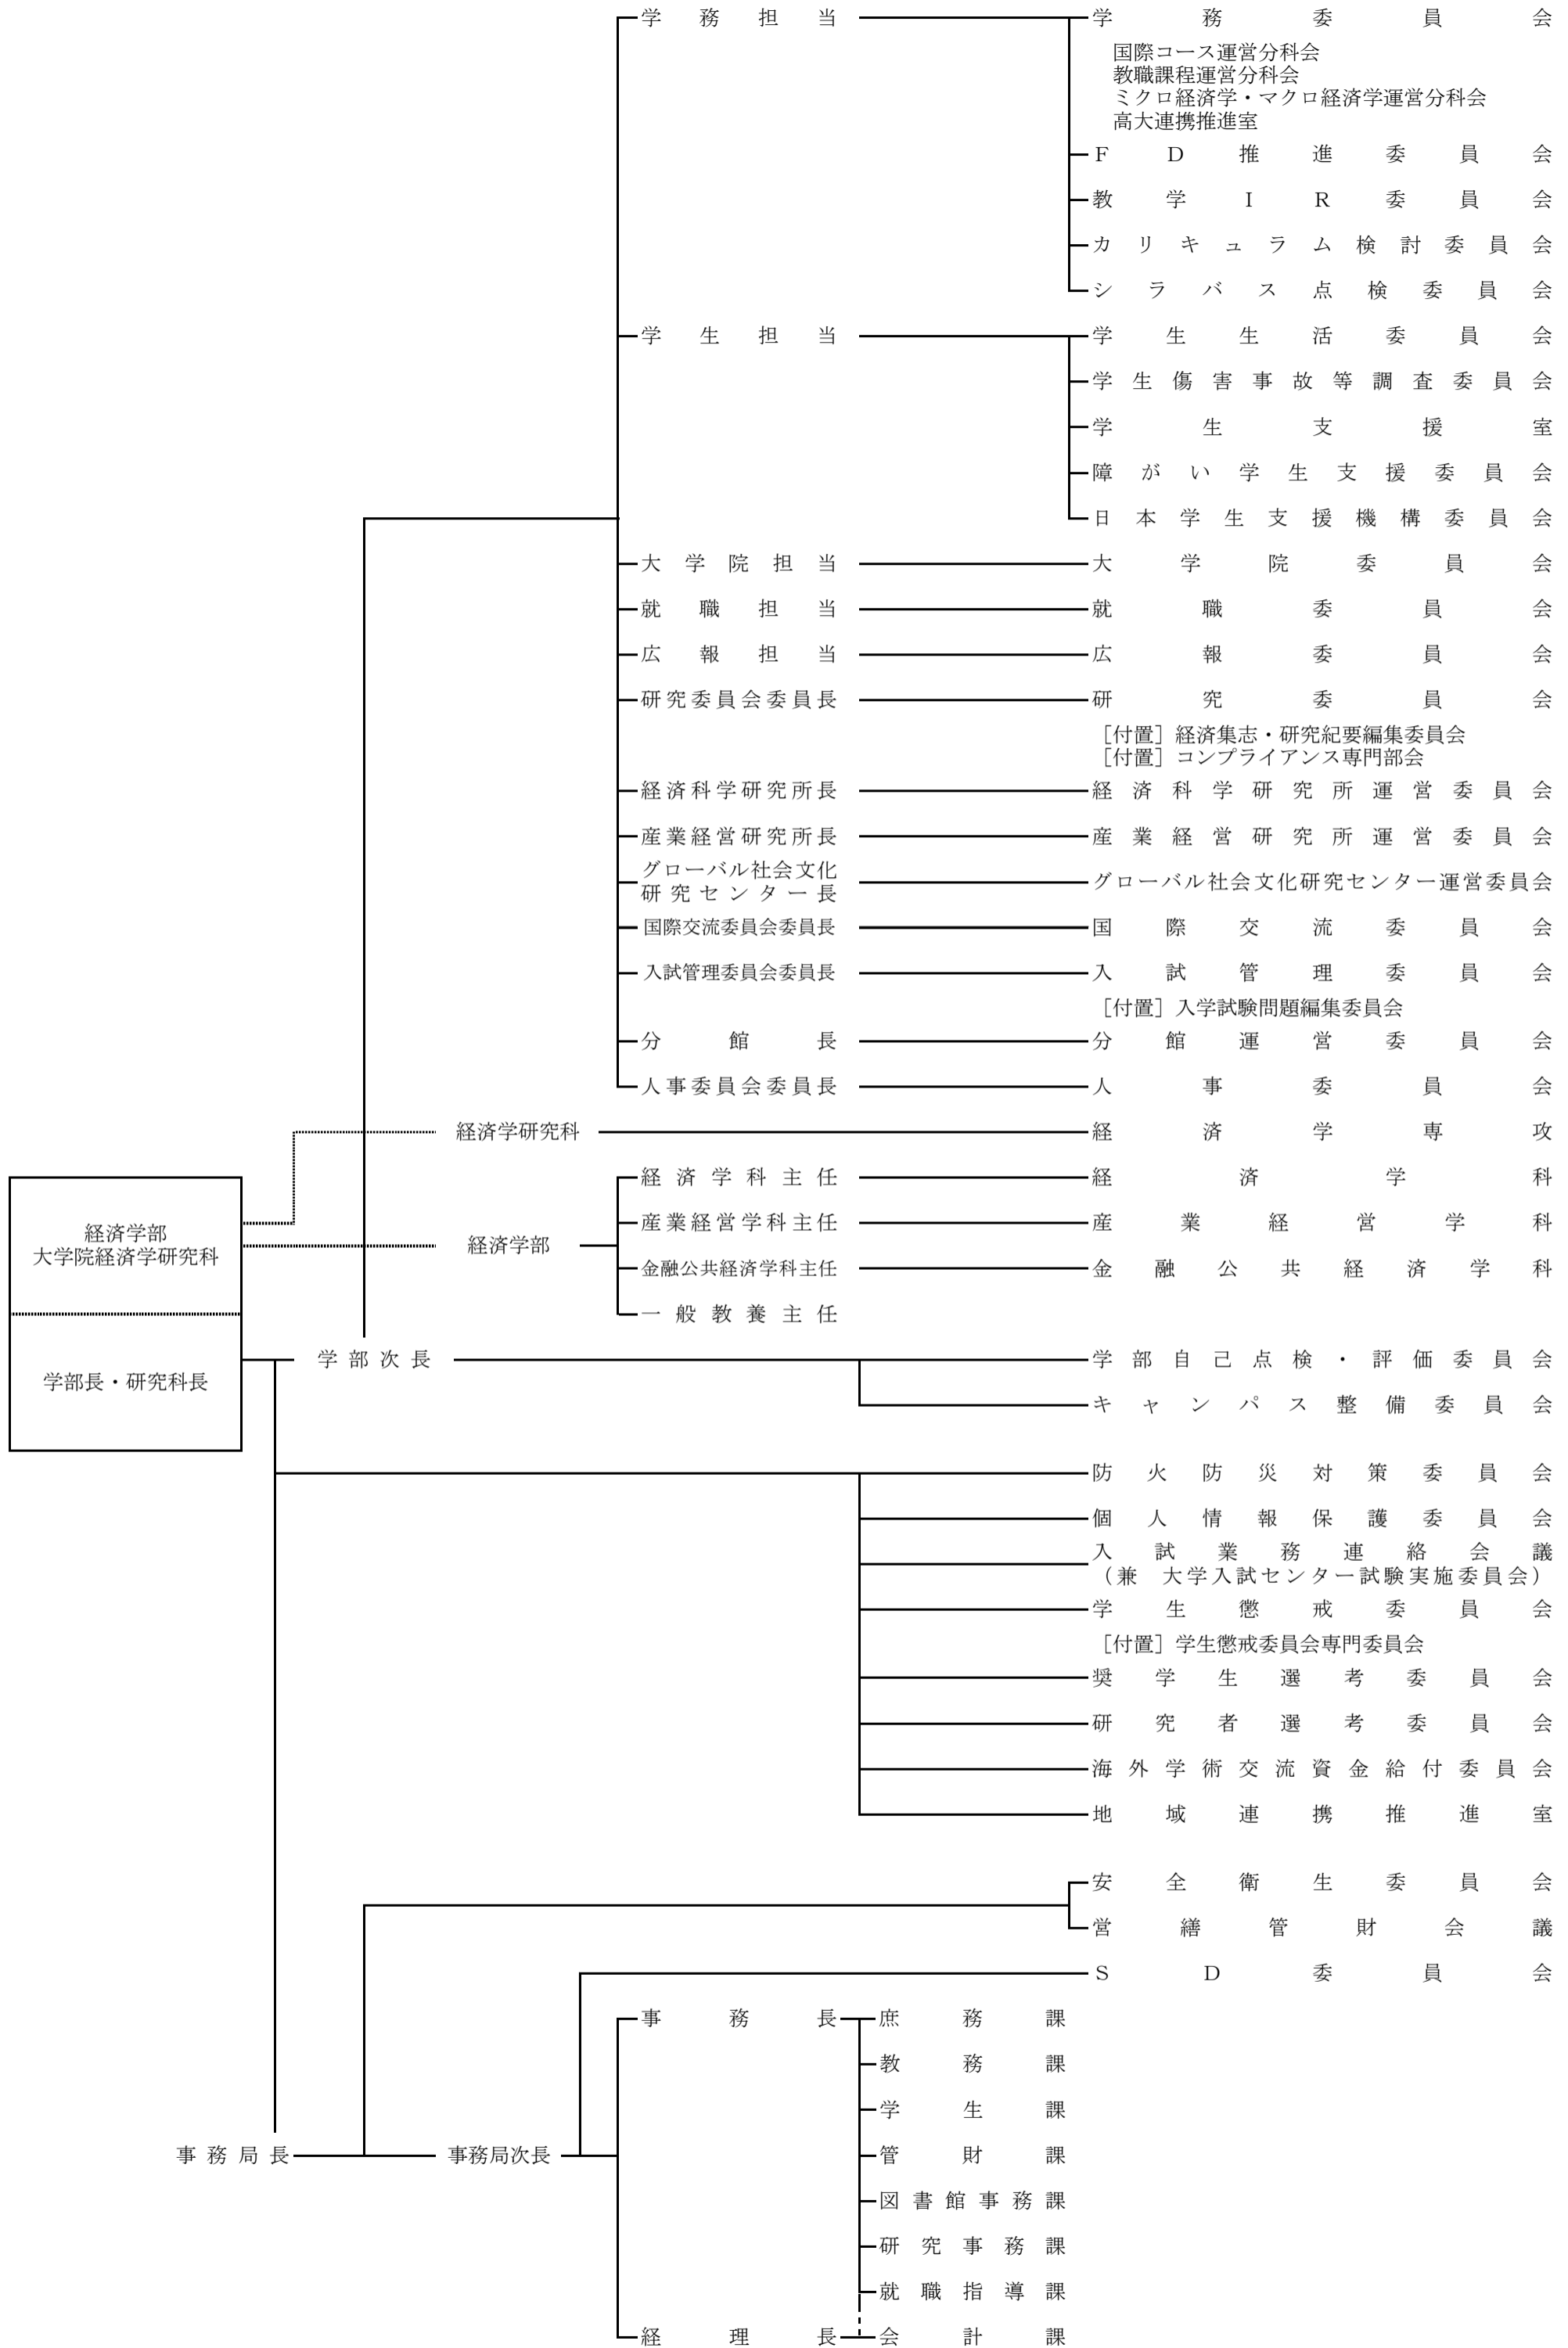 学務担当
学務委員会
国際コース運営分科会
教職課程運営分科会
ミクロ経済学・マクロ経済学運営分科会
高大連携推進室
ＦＤ推進委員会
教学ＩＲ委員会
カリキュラム検討委員会
シラバス点検委員会
学生担当
学生生活委員会
学生傷害事故等調査委員会
学生支援室
障がい学生支援委員会
日本学生支援機構委員会
大学院担当
大学院委員会
就職担当
就職委員会
広報担当
広報委員会
研究委員会委員長
研究委員会
［付置］経済集志・研究紀要編集委員会
［付置］コンプライアンス専門部会
経済科学研究所長
経済科学研究所運営委員会
産業経営研究所長
産業経営研究所運営委員会
グローバル社会文化
研究センター長
グローバル社会文化研究センター運営委員会
国際交流委員会委員長
国際交流委員会
入試管理委員会委員長
入試管理委員会
［付置］入学試験問題編集委員会
分館長
分館運営委員会
人事委員会委員長
人事委員会
経済学研究科
経済学専攻
経済学部
大学院経済学研究科
経済学部
経済学科主任
経済学科
産業経営学科主任
産業経営学科
金融公共経済学科主任
金融公共経済学科
一般教養主任
学部長・研究科長
学部次長
学部自己点検・評価委員会
キャンパス整備委員会
防火防災対策委員会
個人情報保護委員会
入試業務連絡会議
（兼　大学入試センター試験実施委員会）
学生懲戒委員会
［付置］学生懲戒委員会専門委員会
奨学生選考委員会
研究者選考委員会
海外学術交流資金給付委員会
地域連携推進室
安全衛生委員会
営繕管財会議
ＳＤ委員会
事務局長
事務局次長
事務長
庶務課
教務課
学生課
管財課
図書館事務課
研究事務課
就職指導課
経理長
会計課